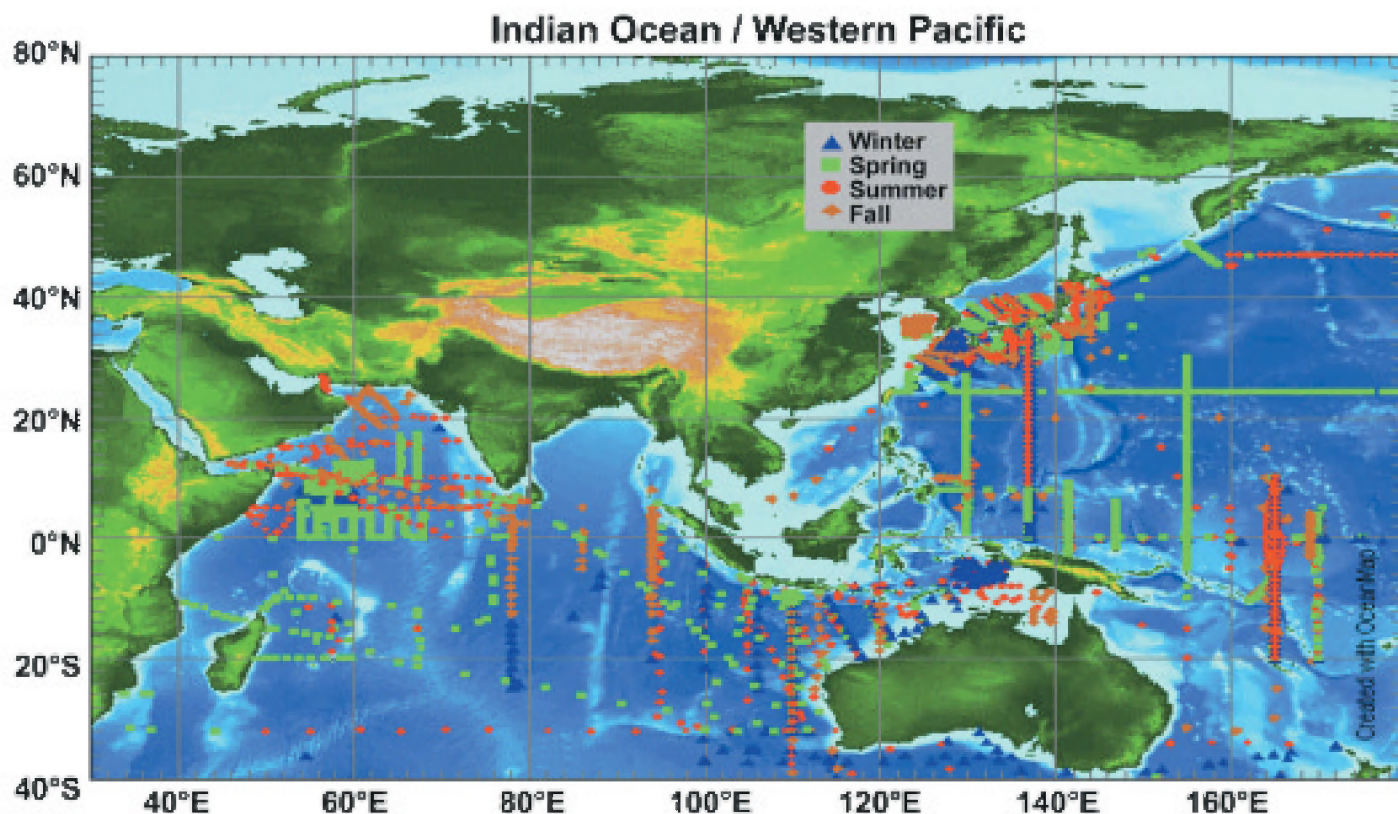 Indian Ocean / Western Pacific
80°N
60°N
40°N
20°N
0°N
20°S
40°S
Winter
Spring
Summer
Fall
Created with OceanMap
40°E
60°E
80°E
100°E
120°E
140°E
160°E